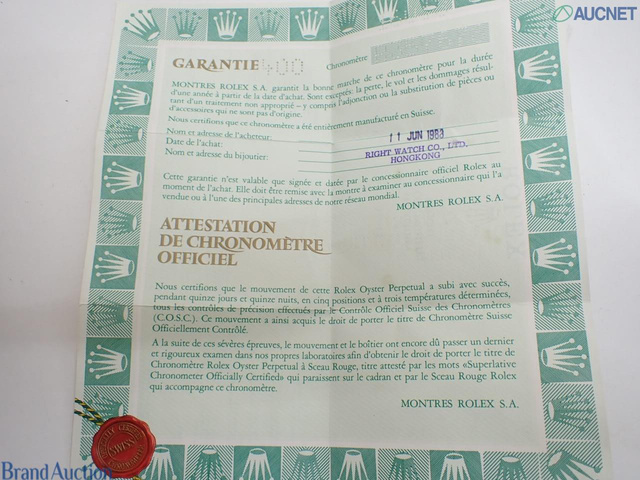 AUCNET
Chronomètre
GARANTIE 400
MONTRES ROLEX S.A. garantit la bonne marche de ce chronomètre pour la durée
d'une année à partir de la date d'achat. Sont exceptés: la perte, le vol et les dommages résul-
tant d'un traitement non approprié – y compris l'adjonction ou la substitution de pièces ou
d'accessoires qui ne sont pas d'origine.
Nous certifions que ce chronomètre a été entièrement manufacturé en Suisse.
Nom et adresse de l'acheteur:
Date de l'achat: 11 JUN 1983
Nom et adresse du bijoutier: RIGHT WATCH CO., LTD.
HONGKONG
Cette garantie n'est valable que signée et datée par le concessionnaire officiel Rolex au
moment de l'achat. Elle doit être remise avec la montre à examiner au concessionnaire qui l'a
vendue ou à l'une des principales adresses de notre réseau mondial.
MONTRES ROLEX S.A.
ATTESTATION
DE CHRONOMÈTRE
OFFICIEL
Nous certifions que le mouvement de cette Rolex Oyster Perpetual a subi avec succès,
pendant quinze jours et quinze nuits, en cinq positions et à trois températures déterminées,
tous les contrôles de précision effectués par le Contrôle Officiel Suisse des Chronomètres
(C.O.S.C.). Ce mouvement a ainsi acquis le droit de porter le titre de Chronomètre Suisse
Officiellement Contrôlé.
A la suite de ces sévères épreuves, le mouvement et le boîtier ont encore dû passer un dernier
et rigoureux examen dans nos propres laboratoires afin d'obtenir le droit de porter le titre de
Chronomètre Rolex Oyster Perpetual à Sceau Rouge, titre attesté par les mots «Superlative
Chronometer Officially Certified» qui paraissent sur le cadran et par le Sceau Rouge Rolex
qui accompagne ce chronomètre.
MONTRES ROLEX S.A.
Brand Auction